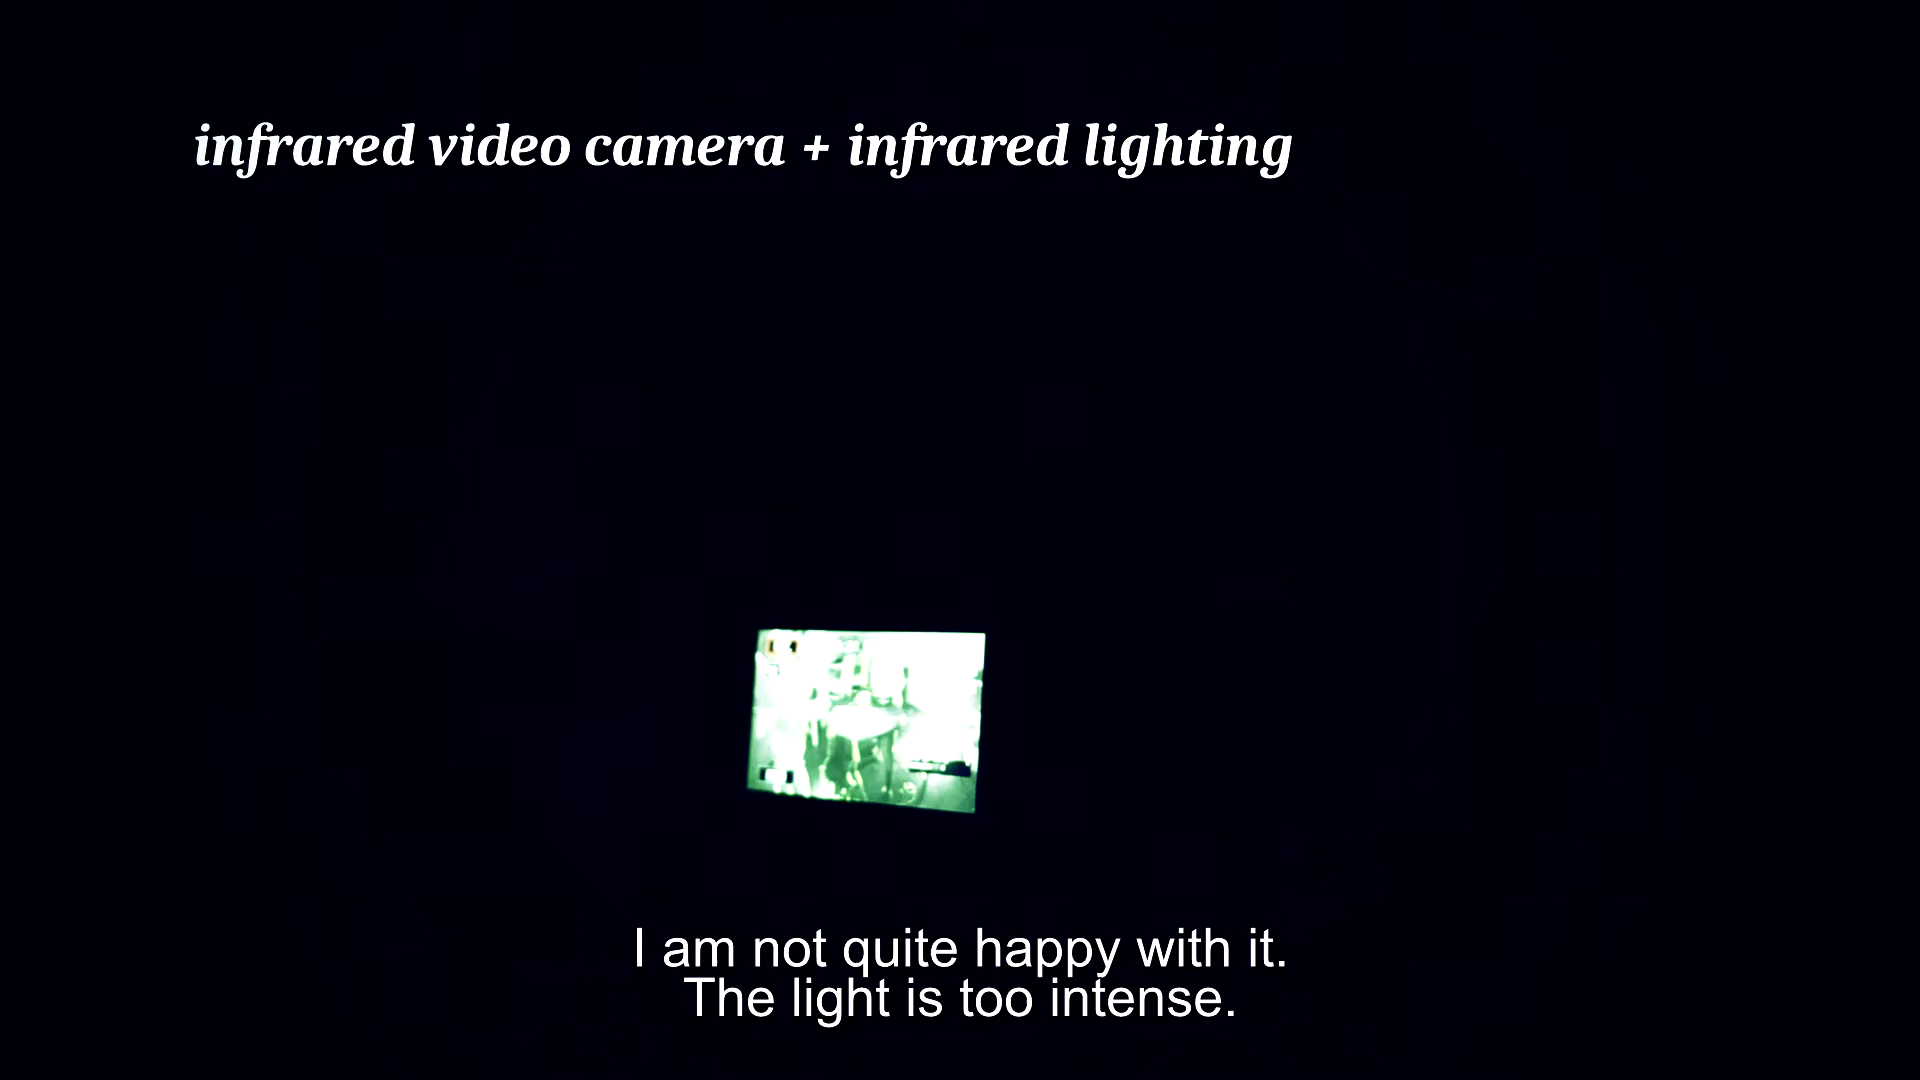 infrared video camera + infrared lighting
I am not quite happy with it.
The light is too intense.